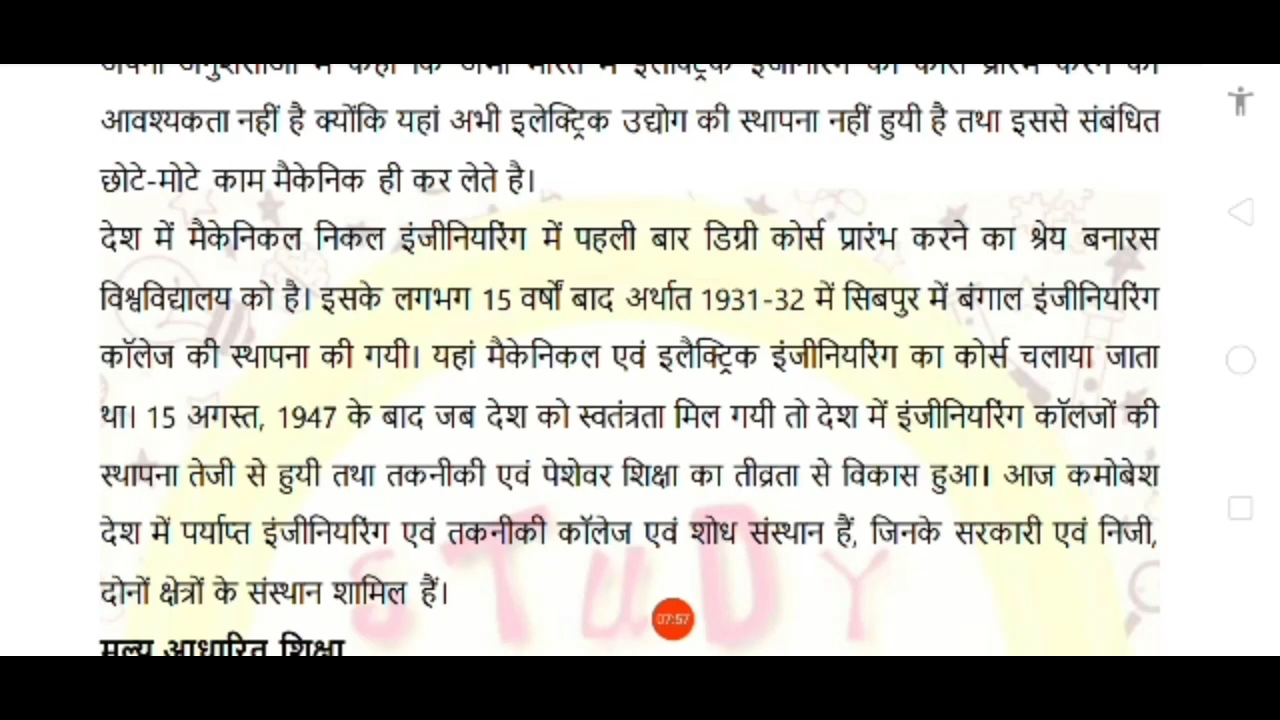 आवश्यकता नहीं है क्योंकि यहां अभी इलेक्ट्रिक उद्योग की स्थापना नहीं हुयी है तथा इससे संबंधित
छोटे-मोटे काम मैकेनिक ही कर लेते है।
देश में मैकेनिकल निकल इंजीनियरिंग में पहली बार डिग्री कोर्स प्रारंभ करने का श्रेय बनारस
विश्वविद्यालय को है। इसके लगभग 15 वर्षों बाद अर्थात 1931-32 में सिबपुर में बंगाल इंजीनियरिंग
कॉलेज की स्थापना की गयी। यहां मैकेनिकल एवं इलैक्ट्रिक इंजीनियरिंग का कोर्स चलाया जाता
था। 15 अगस्त, 1947 के बाद जब देश को स्वतंत्रता मिल गयी तो देश में इंजीनियरिंग कॉलजों की
स्थापना तेजी से हुयी तथा तकनीकी एवं पेशेवर शिक्षा का तीव्रता से विकास हुआ। आज कमोबेश
देश में पर्याप्त इंजीनियरिंग एवं तकनीकी कॉलेज एवं शोध संस्थान हैं, जिनके सरकारी एवं निजी,
दोनों क्षेत्रों के संस्थान शामिल हैं।
STUDY
07:57
मूल्य आधारित शिक्षा